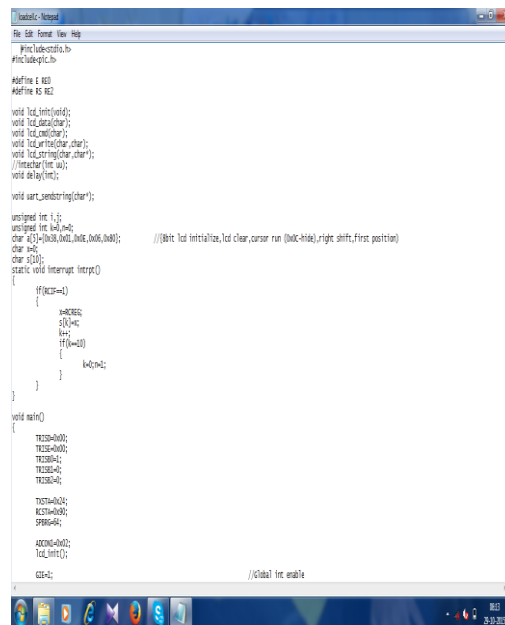 loadcell.c - Notepad
File Edit Format View Help
#include<stdio.h>
#include<pic.h>
#define E RE0
#define RS RE2
void lcd_init(void);
void lcd_data(char);
void lcd_cmd(char);
void lcd_write(char,char);
void lcd_string(char,char*);
//intechar(int uu);
void delay(int);
void uart_sendstring(char*);
unsigned int i,j;
unsigned int k=0,n=0;
char a[5]={0x38,0x01,0x0E,0x06,0x80}; //{8bit lcd initialize,lcd clear,cursor run (0x0C-hide),right shift,first position)
char x=0;
char s[10];
static void interrupt intrpt()
{
if(RCIF==1)
{
x=RCREG;
s[k]=x;
k++;
if(k==10)
{
k=0;n=1;
}
}
}
void main()
{
TRISD=0x00;
TRISE=0x00;
TRISB0=1;
TRISB1=0;
TRISB2=0;
TXSTA=0x24;
RCSTA=0x90;
SPBRG=64;
ADCON1=0x02;
lcd_init();
GIE=1; //Global int enable
29-10-2015